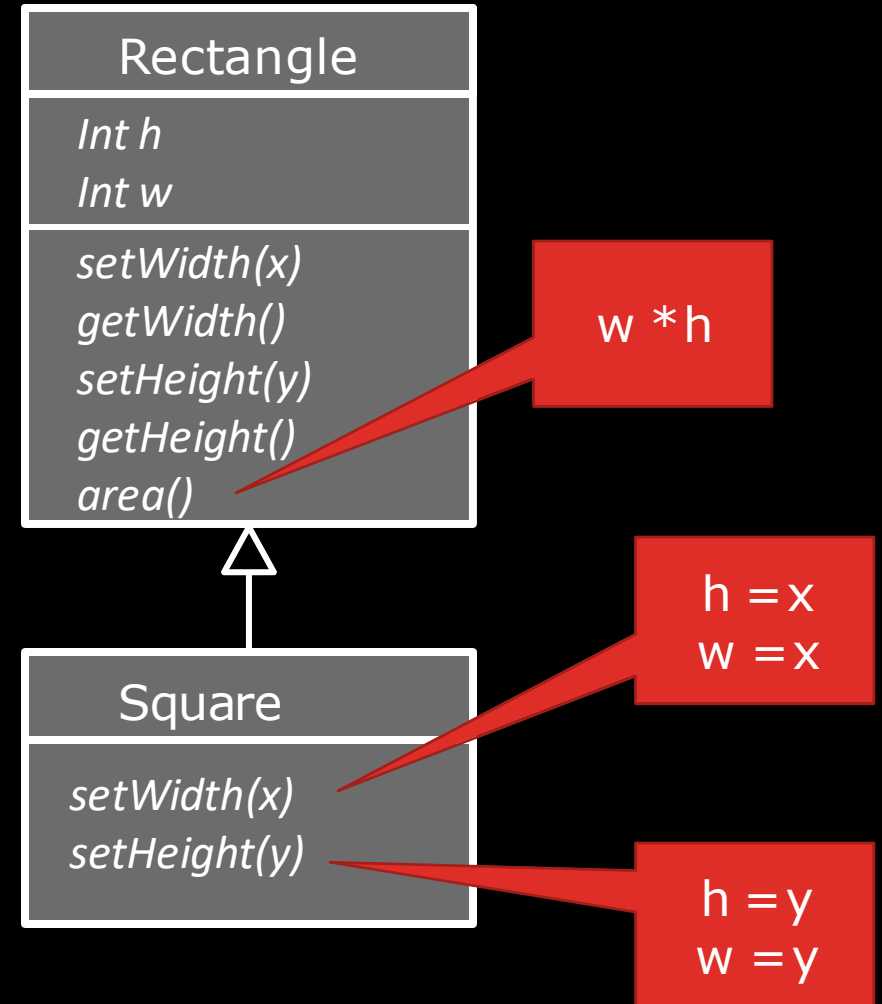 Rectangle
Int h
Int w
setWidth(x)
getWidth()
setHeight(y)
getHeight()
area()
w * h
Square
setWidth(x)
setHeight(y)
h = x
w = x
h = y
w = y